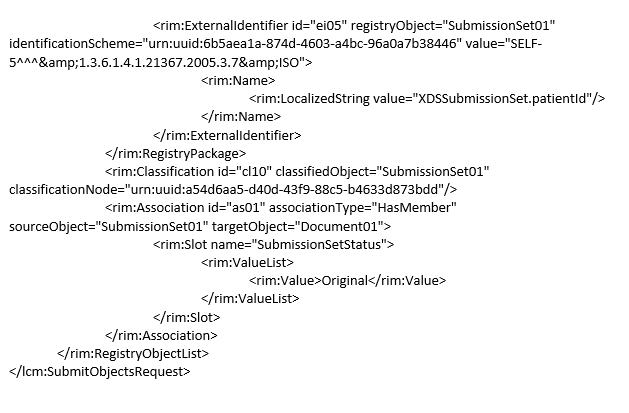 <rim:ExternalIdentifier id="ei05" registryObject="SubmissionSet01"
identificationScheme="urn:uuid:6b5aea1a-874d-4603-a4bc-96a0a7b38446" value="SELF-
5^^^&amp;1.3.6.1.4.1.21367.2005.3.7&amp;ISO">
<rim:Name>
<rim:LocalizedString value="XDSSubmissionSet.patientId"/>
</rim:Name>
</rim:ExternalIdentifier>
</rim:RegistryPackage>
<rim:Classification id="cl10" classifiedObject="SubmissionSet01"
classificationNode="urn:uuid:a54d6aa5-d40d-43f9-88c5-b4633d873bdd"/>
<rim:Association id="as01" associationType="HasMember"
sourceObject="SubmissionSet01" targetObject="Document01">
<rim:Slot name="SubmissionSetStatus">
<rim:ValueList>
<rim:Value>Original</rim:Value>
</rim:ValueList>
</rim:Slot>
</rim:Association>
</rim:RegistryObjectList>
</lcm:SubmitObjectsRequest>